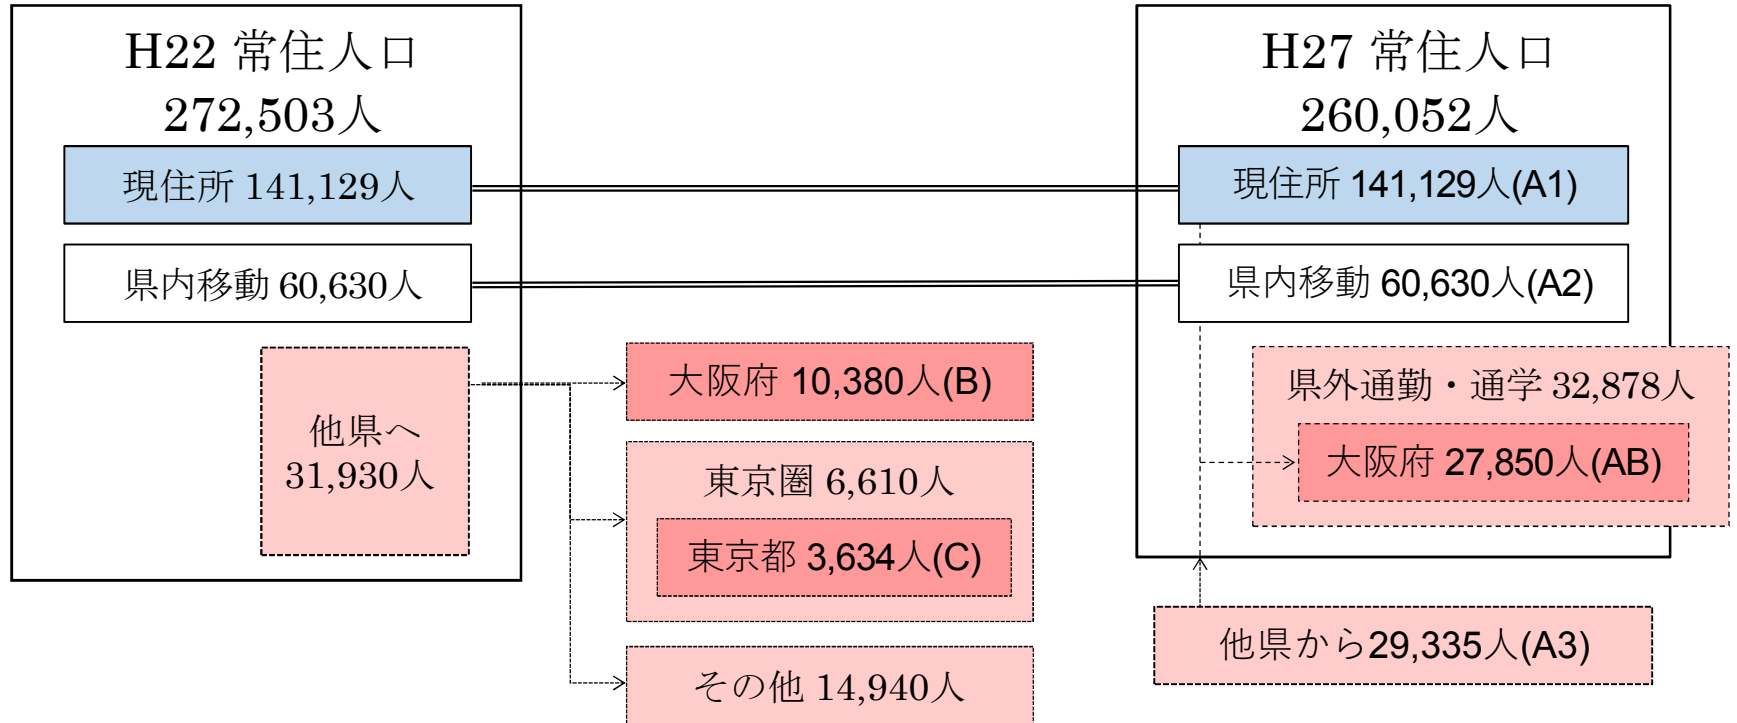 H22 常住人口
272,503人
現住所 141,129人
県内移動 60,630人
他県へ
31,930人
大阪府 10,380人(B)
東京圏 6,610人
東京都 3,634人(C)
その他 14,940人
H27 常住人口
260,052人
現住所 141,129人(A1)
県内移動 60,630人(A2)
県外通勤・通学 32,878人
大阪府 27,850人(AB)
他県から29,335人(A3)